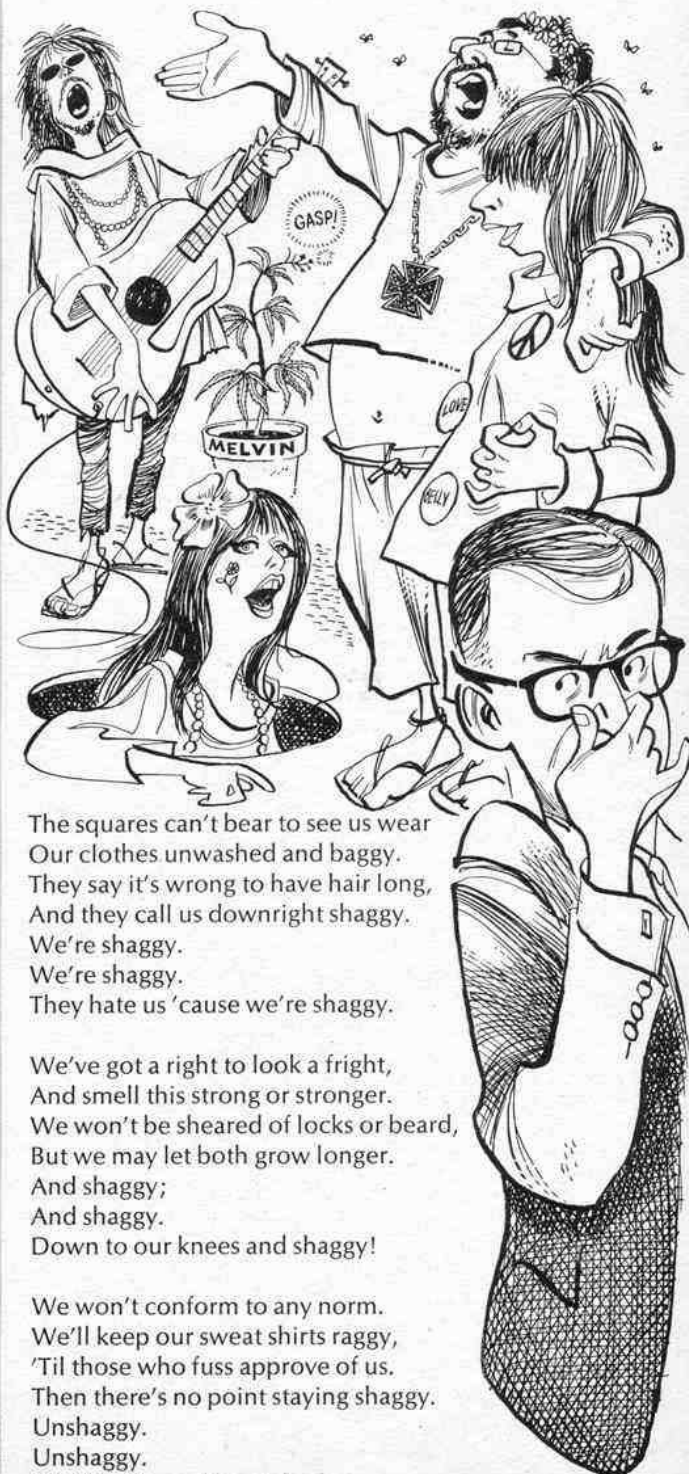 GASP!
MELVIN
LOVE
The squares can't bear to see us wear
Our clothes unwashed and baggy.
They say it's wrong to have hair long,
And they call us downright shaggy.
We're shaggy.
We're shaggy.
They hate us 'cause we're shaggy.
We've got a right to look a fright,
And smell this strong or stronger.
We won't be sheared of locks or beard,
But we may let both grow longer.
And shaggy;
And shaggy.
Down to our knees and shaggy!
We won't conform to any norm.
We'll keep our sweat shirts raggy,
'Til those who fuss approve of us.
Then there's no point staying shaggy.
Unshaggy.
Unshaggy.